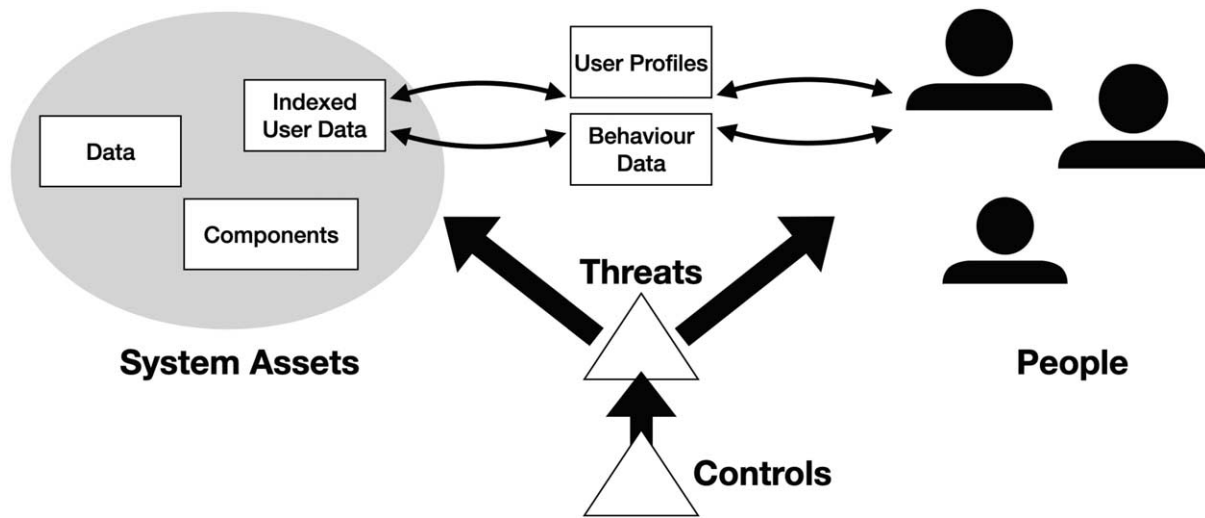 User Profiles
Indexed
User Data
Data
Behaviour
Data
Components
Threats
System Assets
People
Controls